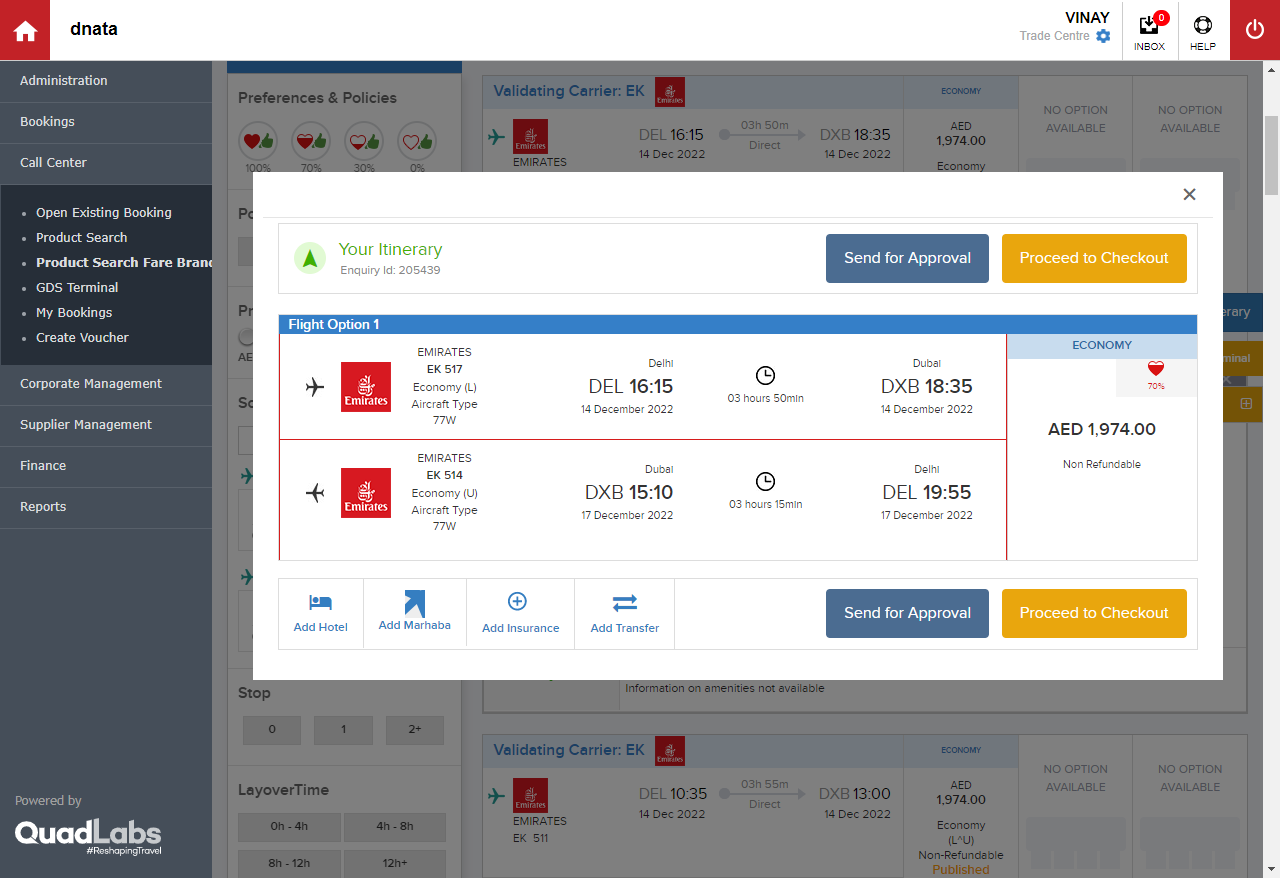 dnata
VINAY
Trade Centre
0
INBOX
HELP
Administration
Bookings
Call Center
Open Existing Booking
Product Search
Product Search Fare Brand
GDS Terminal
My Bookings
Create Voucher
Corporate Management
Supplier Management
Finance
Reports
Powered by
QuadLabs
#ReshapingTravel
Preferences & Policies
100%
70%
30%
0%
Stop
0
1
2+
LayoverTime
0h - 4h
4h - 8h
8h - 12h
12h+
Validating Carrier: EK
Emirates
ECONOMY
Emirates
EMIRATES
DEL 16:15
14 Dec 2022
03h 50m
Direct
DXB 18:35
14 Dec 2022
AED
1,974.00
Economy
NO OPTION
AVAILABLE
NO OPTION
AVAILABLE
Your Itinerary
Enquiry Id: 205439
Send for Approval
Proceed to Checkout
Flight Option 1
Emirates
EMIRATES
EK 517
Economy (L)
Aircraft Type
77W
Delhi
DEL 16:15
14 December 2022
03 hours 50min
Dubai
DXB 18:35
14 December 2022
Emirates
EMIRATES
EK 514
Economy (U)
Aircraft Type
77W
Dubai
DXB 15:10
17 December 2022
03 hours 15min
Delhi
DEL 19:55
17 December 2022
ECONOMY
70%
AED 1,974.00
Non Refundable
Add Hotel
Add Marhaba
Add Insurance
Add Transfer
Send for Approval
Proceed to Checkout
Information on amenities not available
Validating Carrier: EK
Emirates
ECONOMY
Emirates
EMIRATES
EK 511
DEL 10:35
14 Dec 2022
03h 55m
Direct
DXB 13:00
14 Dec 2022
AED
1,974.00
Economy
(L^U)
Non-Refundable
Published
NO OPTION
AVAILABLE
NO OPTION
AVAILABLE